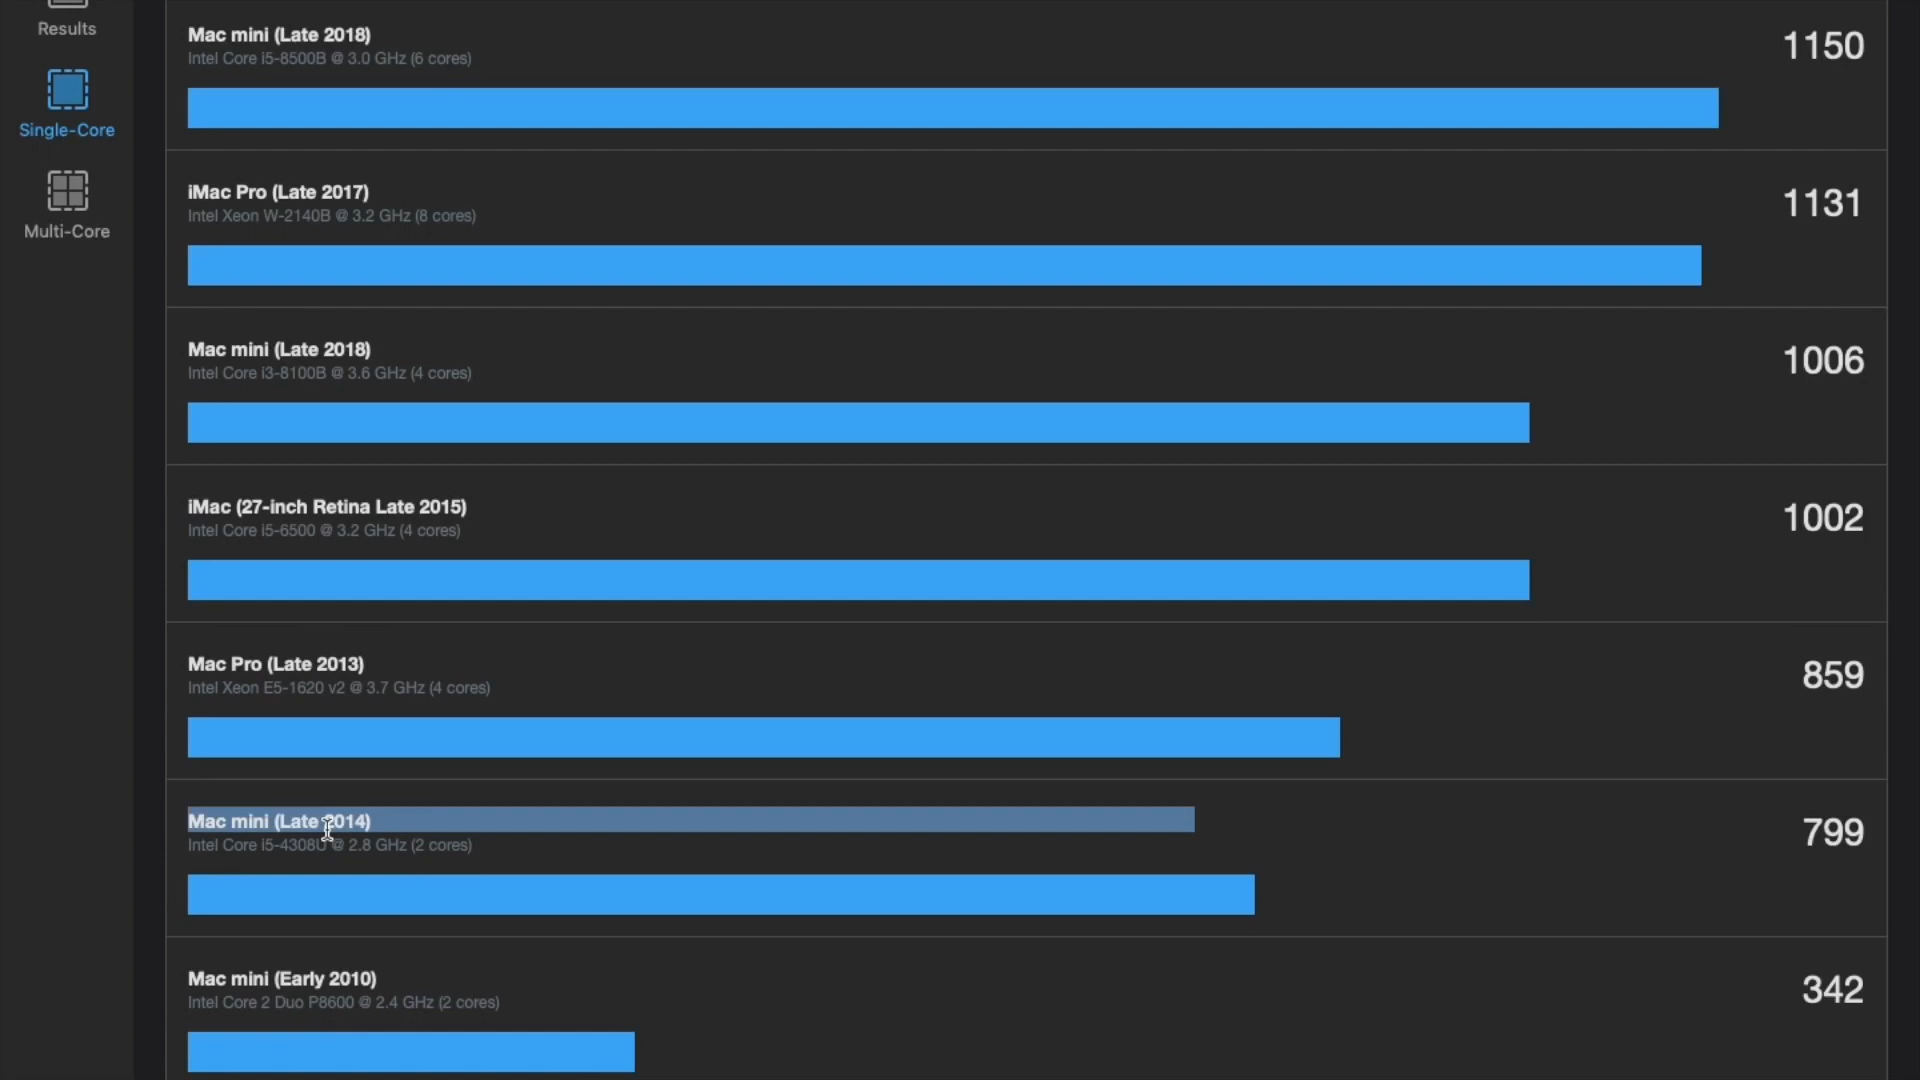 Results
Single-Core
Multi-Core
Mac mini (Late 2018)
Intel Core i5-8500B @ 3.0 GHz (6 cores)
1150
iMac Pro (Late 2017)
Intel Xeon W-2140B @ 3.2 GHz (8 cores)
1131
Mac mini (Late 2018)
Intel Core i3-8100B @ 3.6 GHz (4 cores)
1006
iMac (27-inch Retina Late 2015)
Intel Core i5-6500 @ 3.2 GHz (4 cores)
1002
Mac Pro (Late 2013)
Intel Xeon E5-1620 v2 @ 3.7 GHz (4 cores)
859
Mac mini (Late 2014)
Intel Core i5-4308U @ 2.8 GHz (2 cores)
799
Mac mini (Early 2010)
Intel Core 2 Duo P8600 @ 2.4 GHz (2 cores)
342